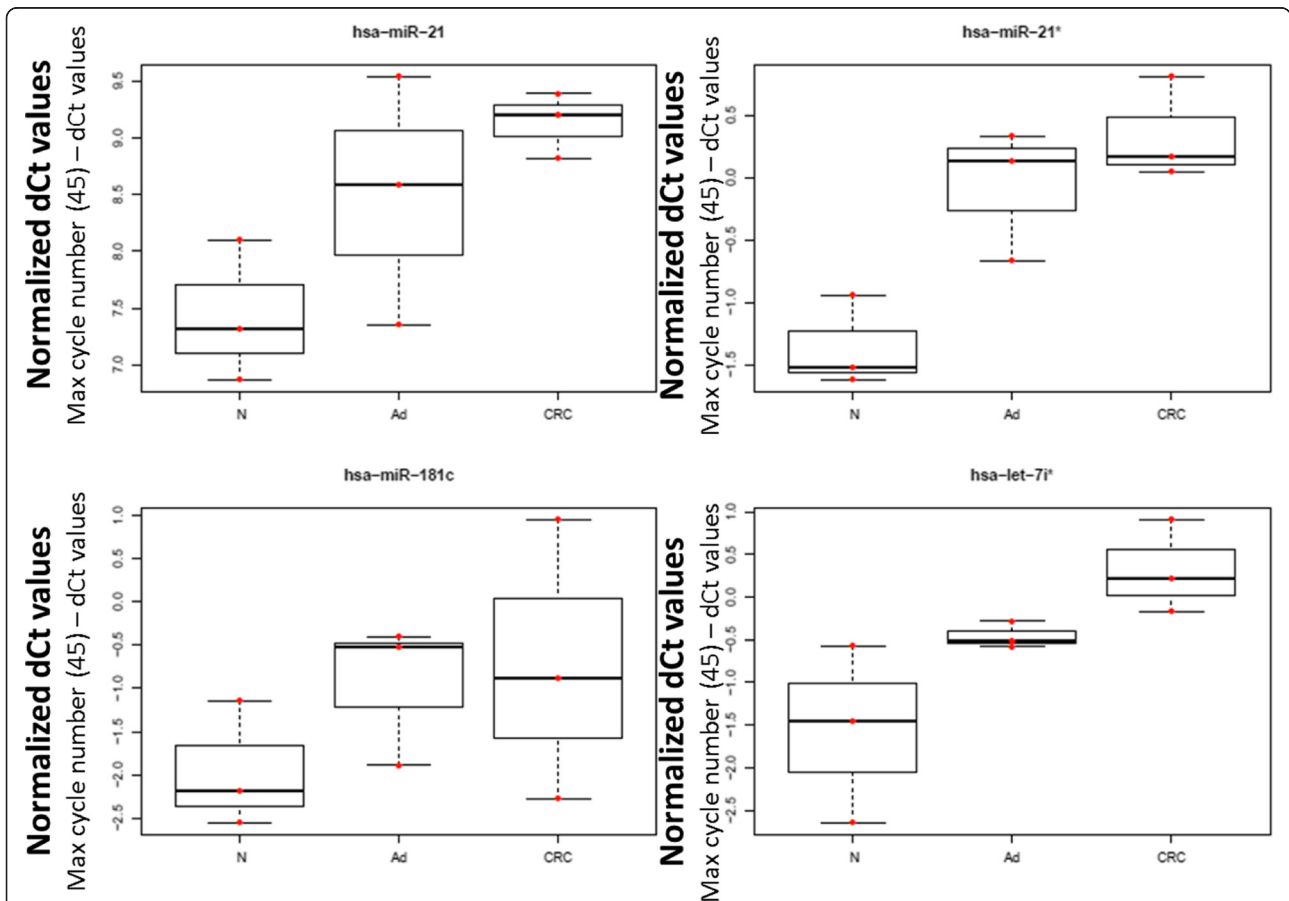 hsa-miR-21
Normalized dCt values
Max cycle number (45) – dCt values
9.5
9.0
8.5
8.0
7.5
7.0
N Ad CRC
hsa-miR-21*
Normalized dCt values
Max cycle number (45) – dCt values
0.5
0.0
-0.5
-1.0
-1.5
N Ad CRC
hsa-miR-181c
Normalized dCt values
Max cycle number (45) – dCt values
1.0
0.5
0.0
-0.5
-1.0
-1.5
-2.0
-2.5
N Ad CRC
hsa-let-7i*
Normalized dCt values
Max cycle number (45) – dCt values
1.0
0.5
0.0
-0.5
-1.0
-1.5
-2.0
-2.5
N Ad CRC